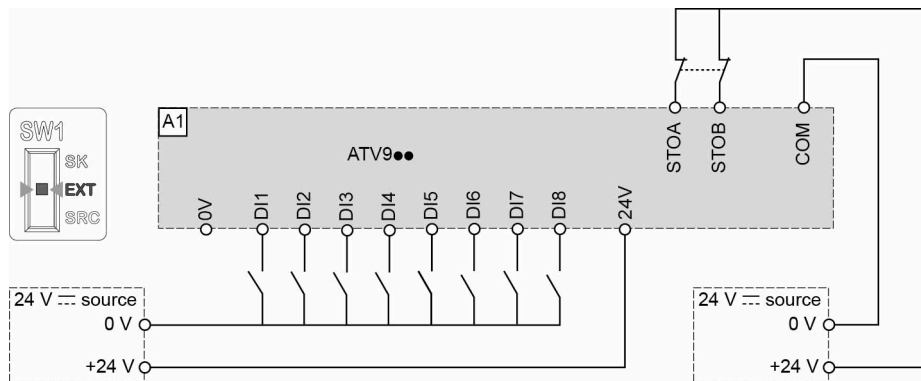 SW1
SK
EXT
SRC
A1
ATV9●●
STOA
STOB
COM
0V
DI1
DI2
DI3
DI4
DI5
DI6
DI7
DI8
24V
24 V ⎓ source
0 V
+24 V
24 V ⎓ source
0 V
+24 V